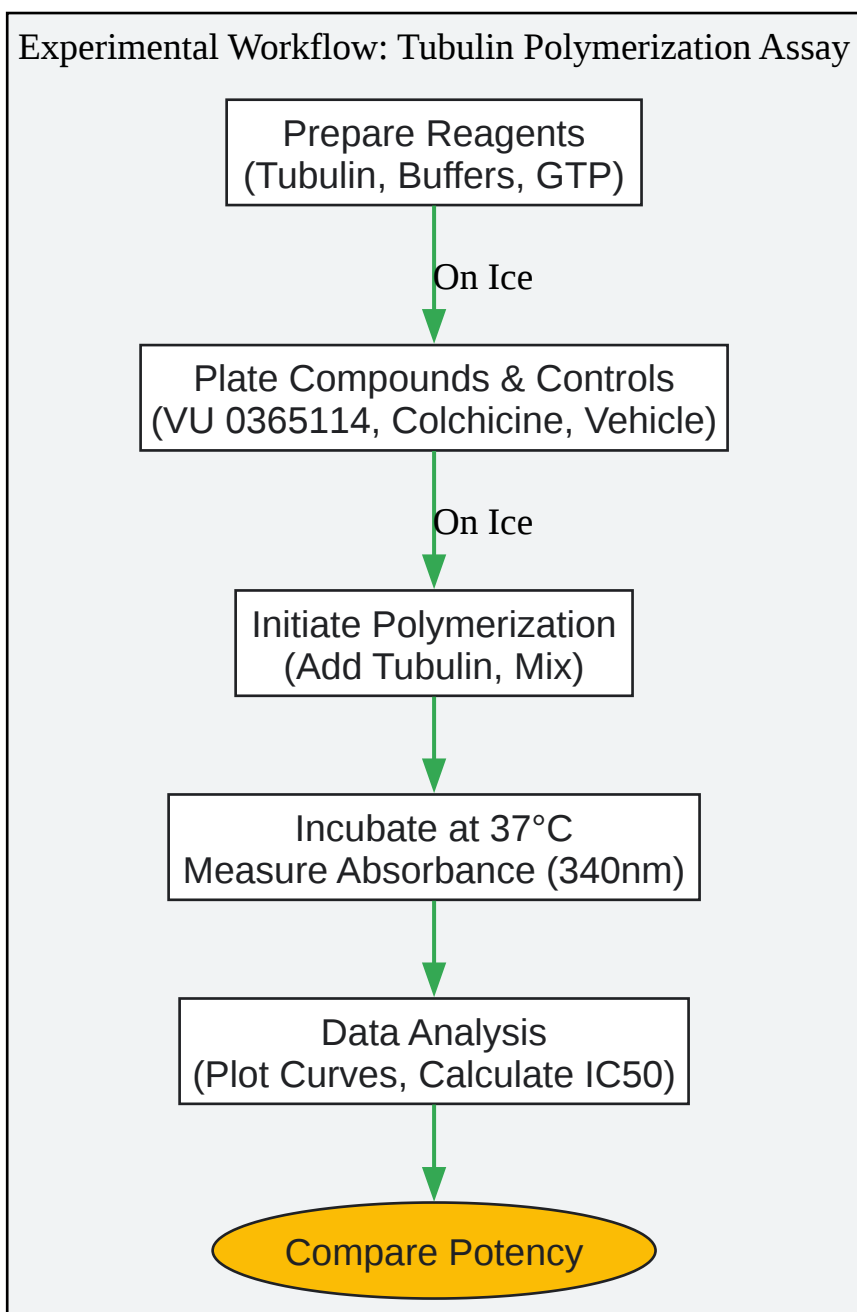 Experimental Workflow: Tubulin Polymerization Assay
Prepare Reagents
(Tubulin, Buffers, GTP)
On Ice
Plate Compounds & Controls
(VU 0365114, Colchicine, Vehicle)
On Ice
Initiate Polymerization
(Add Tubulin, Mix)
Incubate at 37°C
Measure Absorbance (340nm)
Data Analysis
(Plot Curves, Calculate IC50)
Compare Potency